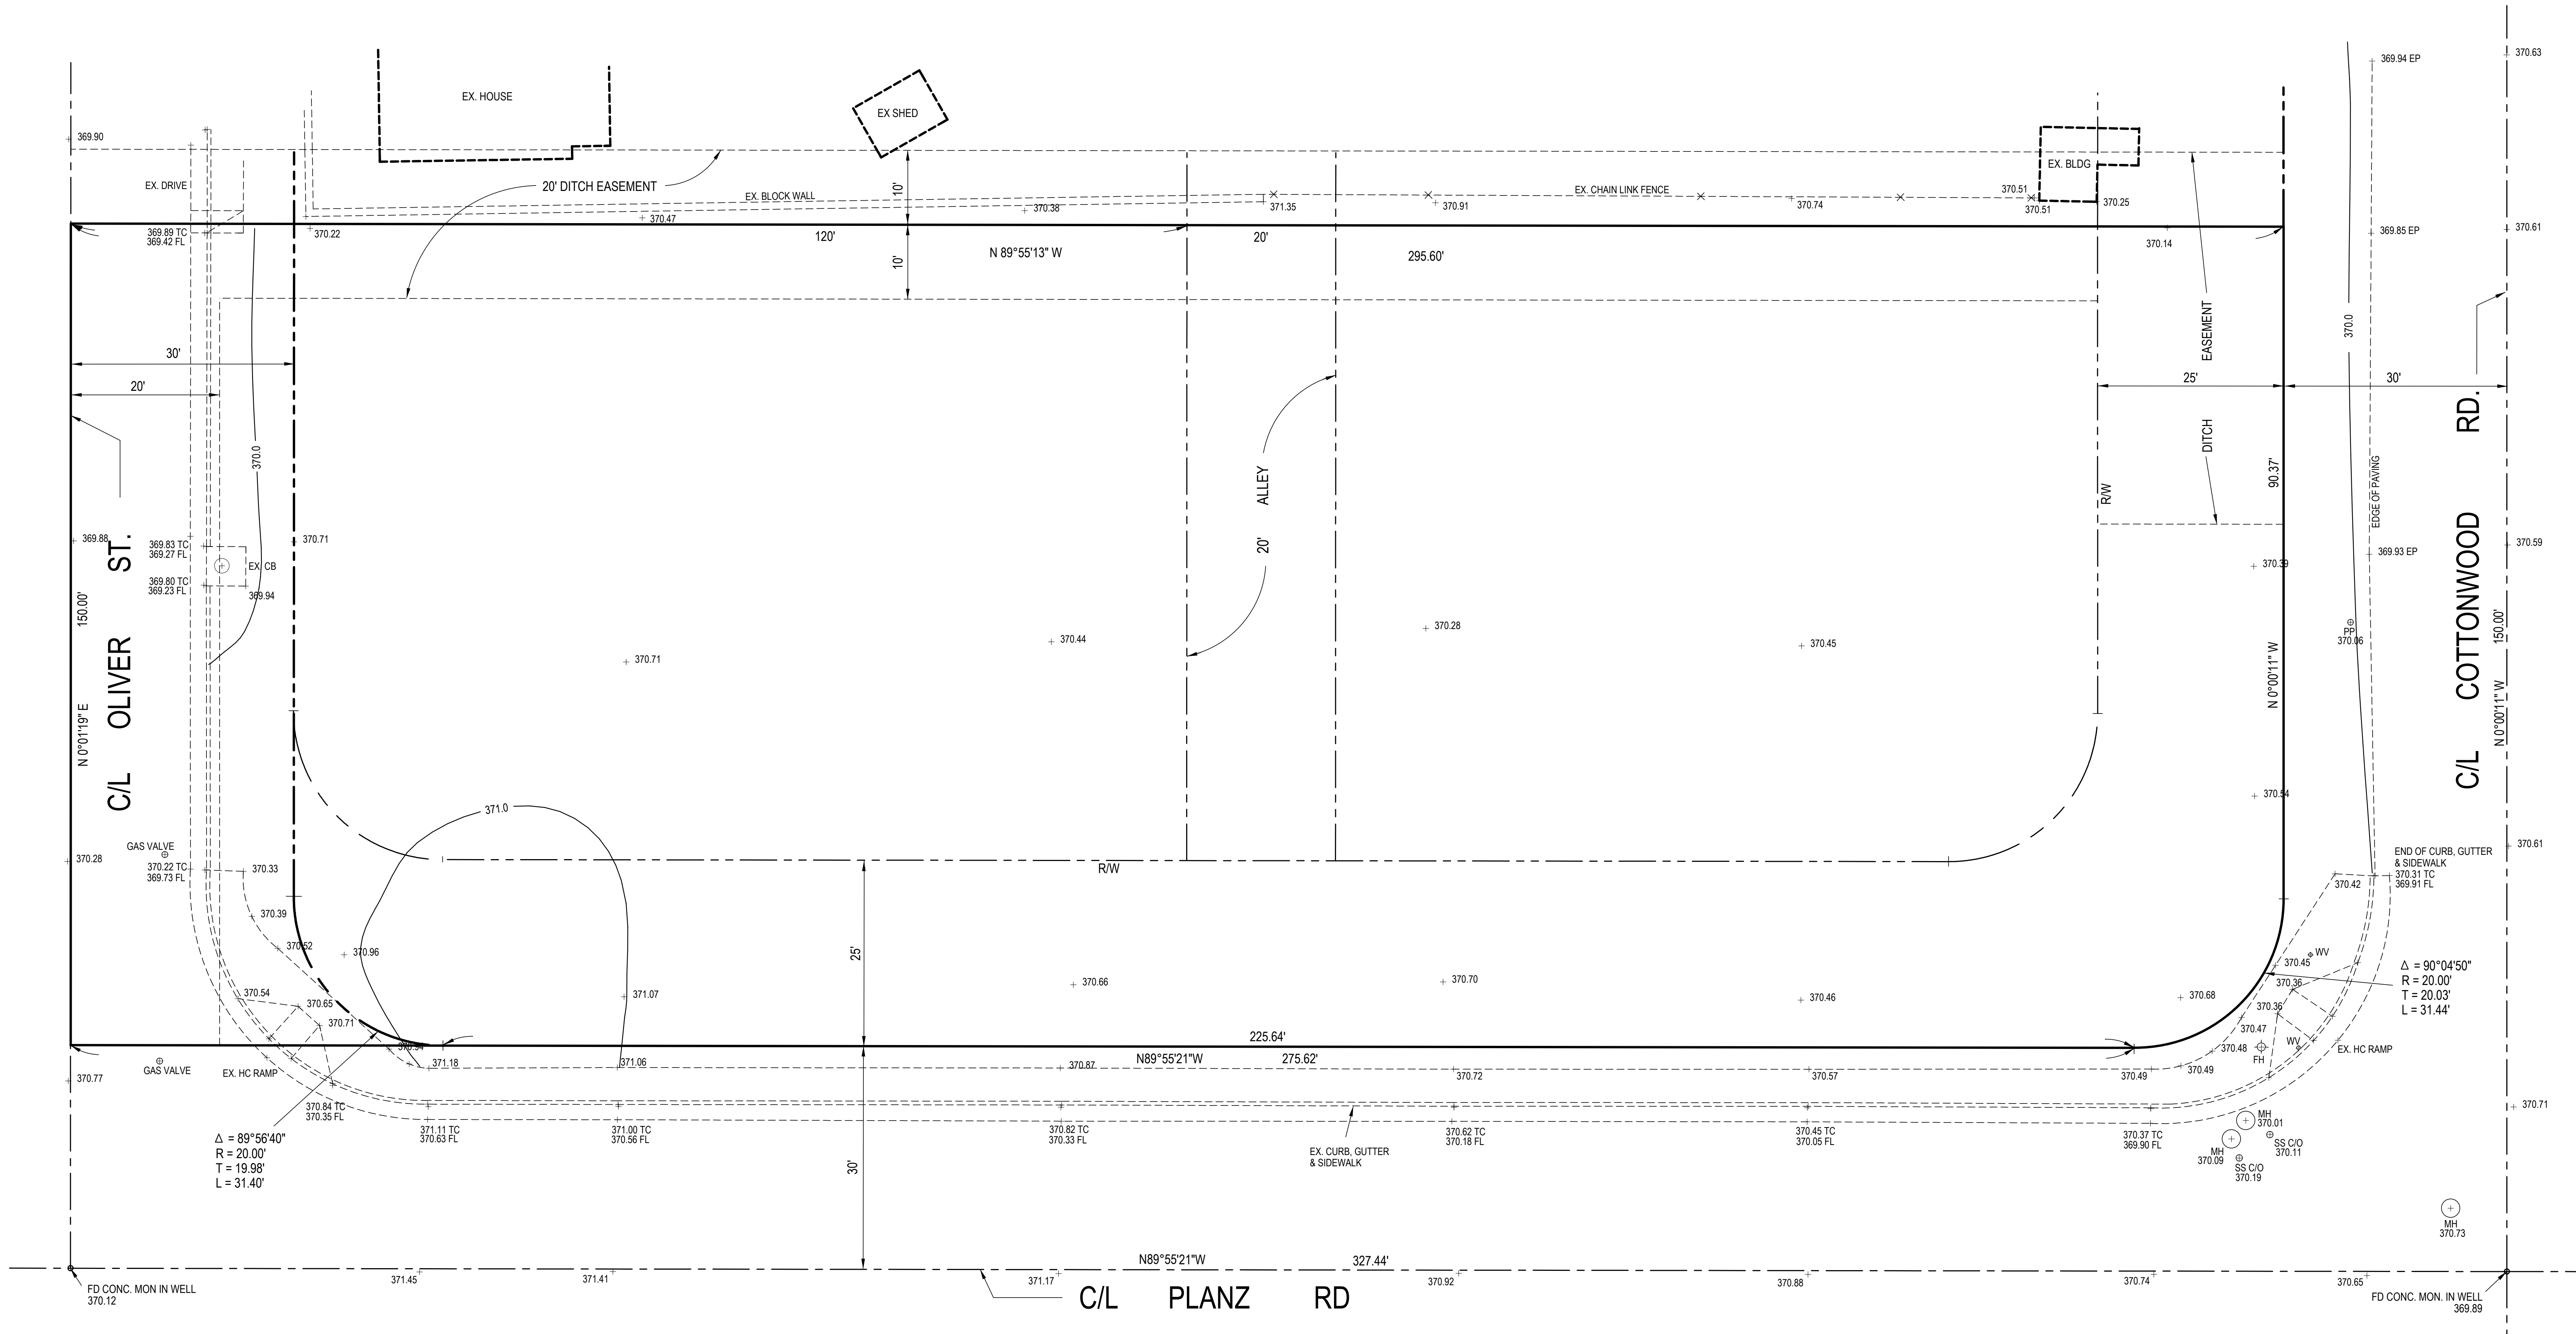 370.63
369.94 EP
EX. HOUSE
EX SHED
369.90
EX. BLDG
EX. DRIVE
20' DITCH EASEMENT
10'
EX. BLOCK WALL
EX. CHAIN LINK FENCE
370.51
370.51
370.25
370.47
370.38
371.35
370.91
370.74
369.89 TC
369.42 FL
370.22
120'
20'
370.14
369.85 EP
370.61
N 89°55'13" W
295.60'
10'
EASEMENT
370.0
30'
20'
25'
30'
370.0
DITCH
R/W
90.37'
EDGE OF PAVING
C/L OLIVER ST.
C/L COTTONWOOD RD.
20' ALLEY
369.88
369.83 TC
369.27 FL
370.71
EX. CB
369.80 TC
369.23 FL
369.94
370.39
369.93 EP
370.59
150.00'
N 0°01'19" E
370.71
370.44
370.28
370.45
PP
370.06
150.00'
N 0°00'11" W
N 0°00'11" W
371.0
370.54
GAS VALVE
370.28
370.22 TC
369.73 FL
370.33
R/W
370.61
END OF CURB, GUTTER
& SIDEWALK
370.31 TC
369.91 FL
370.42
370.39
370.52
370.96
25'
WV
370.45
370.36
370.36
370.47
Δ = 90°04'50"
R = 20.00'
T = 20.03'
L = 31.44'
370.54
370.65
370.71
371.07
370.66
370.70
370.46
370.68
370.94
225.64'
N89°55'21"W
275.62'
WV
370.48
FH
EX. HC RAMP
GAS VALVE
370.77
EX. HC RAMP
371.18
371.06
370.87
370.72
370.57
370.49
370.49
370.84 TC
370.35 FL
371.11 TC
370.63 FL
371.00 TC
370.56 FL
370.82 TC
370.33 FL
370.62 TC
370.18 FL
370.45 TC
370.05 FL
370.37 TC
369.90 FL
MH
370.01
370.71
SS C/O
370.11
MH
370.09
SS C/O
370.19
EX. CURB, GUTTER
& SIDEWALK
Δ = 89°56'40"
R = 20.00'
T = 19.98'
L = 31.40'
30'
MH
370.73
N89°55'21"W
327.44'
371.45
371.41
371.17
370.92
370.88
370.74
370.65
FD CONC. MON IN WELL
370.12
C/L PLANZ RD
FD CONC. MON. IN WELL
369.89